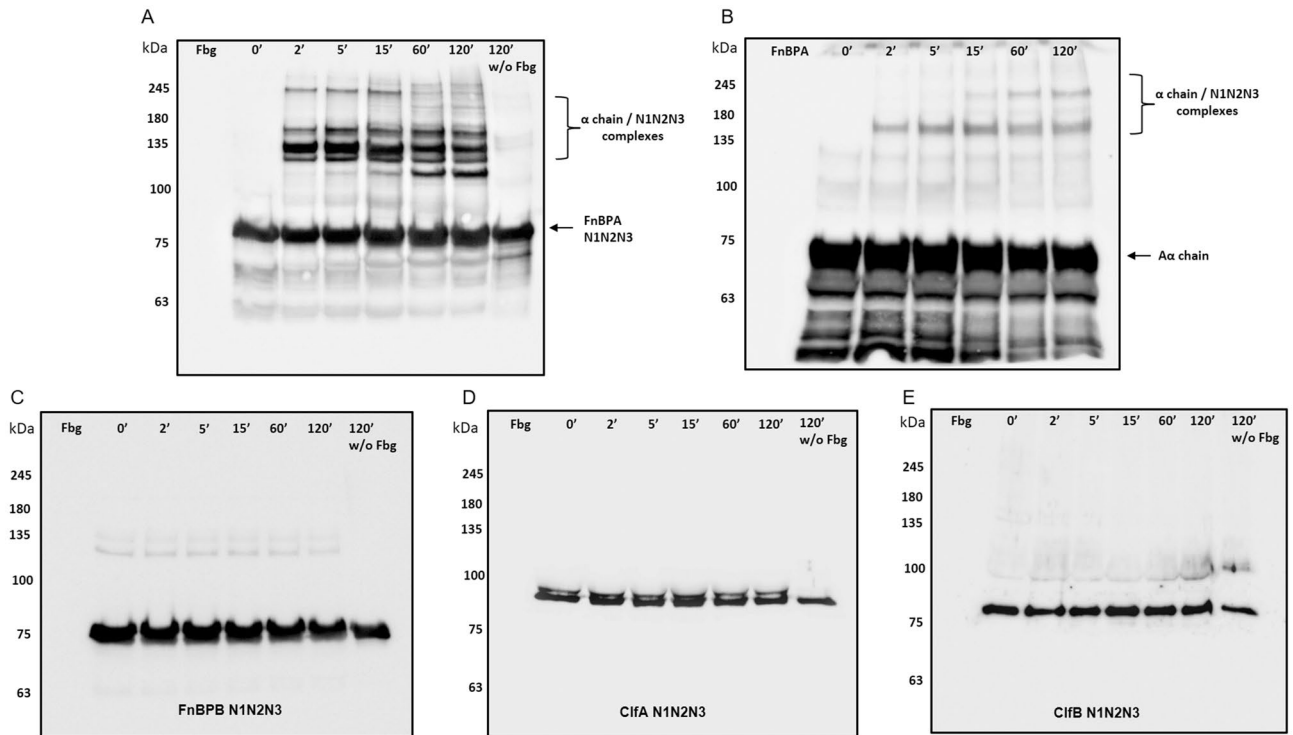 A
kDa
Fbg 0’ 2’ 5’ 15’ 60’ 120’ 120’
w/o Fbg
245
180
135
100
75
63
α chain / N1N2N3
complexes
FnBPA
N1N2N3
B
kDa
FnBPA 0’ 2’ 5’ 15’ 60’ 120’
245
180
135
100
75
63
α chain / N1N2N3
complexes
Aα chain
C
kDa
Fbg 0’ 2’ 5’ 15’ 60’ 120’ 120’
w/o Fbg
245
180
135
100
75
63
FnBPB N1N2N3
D
kDa
Fbg 0’ 2’ 5’ 15’ 60’ 120’ 120’
w/o Fbg
245
180
135
100
75
63
ClfA N1N2N3
E
kDa
Fbg 0’ 2’ 5’ 15’ 60’ 120’ 120’
w/o Fbg
245
180
135
100
75
63
ClfB N1N2N3